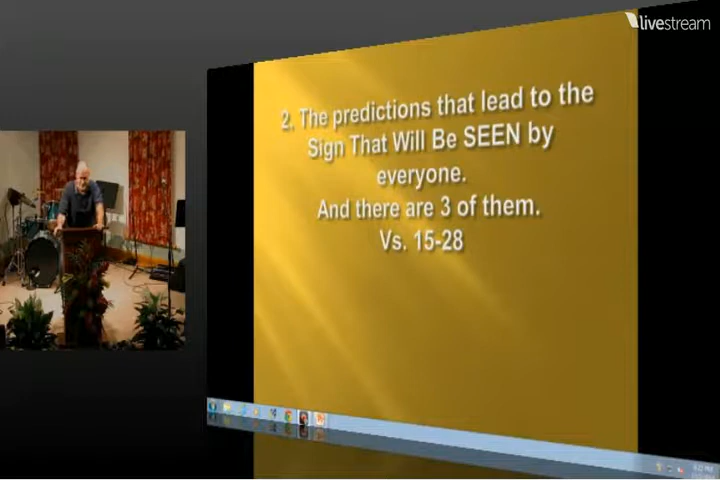 livestream
2. The predictions that lead to the
Sign That Will Be SEEN by
everyone.
And there are 3 of them.
Vs. 15-28